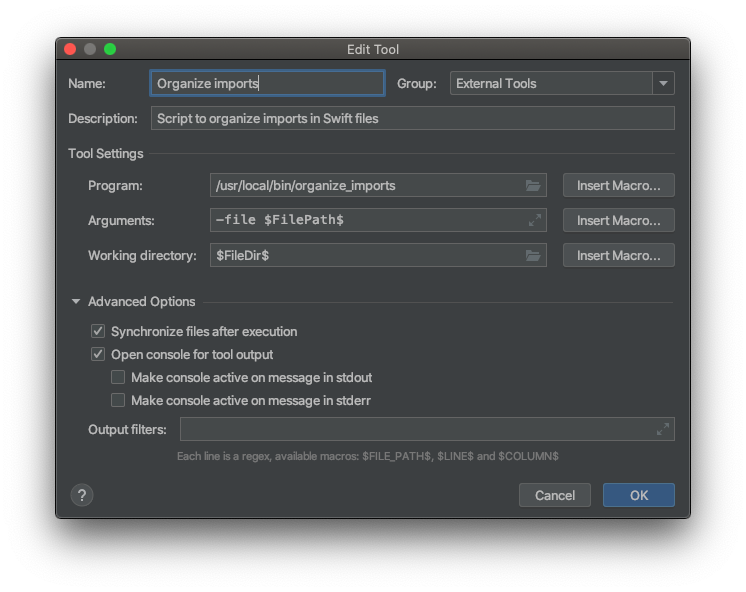 Edit Tool
Name: Organize imports Group: External Tools
Description: Script to organize imports in Swift files
Tool Settings
Program: /usr/local/bin/organize_imports Insert Macro...
Arguments: -file $FilePath$ Insert Macro...
Working directory: $FileDir$ Insert Macro...
Advanced Options
Synchronize files after execution
Open console for tool output
Make console active on message in stdout
Make console active on message in stderr
Output filters:
Each line is a regex, available macros: $FILE_PATH$, $LINE$ and $COLUMN$
? Cancel OK